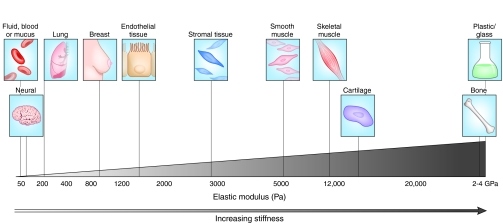 Fluid, blood
or mucus
Lung
Breast
Endothelial
tissue
Stromal tissue
Smooth
muscle
Skeletal
muscle
Plastic/
glass
Neural
Cartilage
Bone
50 200 400 800 1200 2000 3000 5000 12,000 20,000 2-4 GPa
Elastic modulus (Pa)
Increasing stiffness